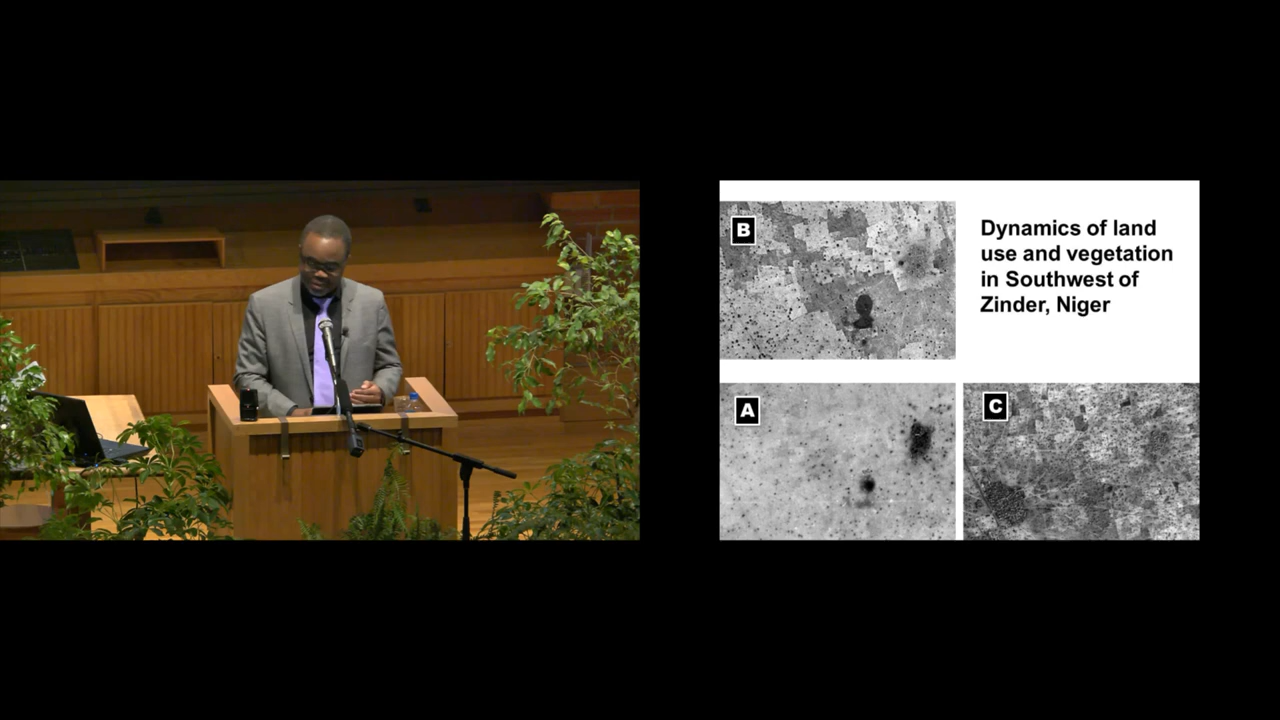 B
Dynamics of land
use and vegetation
in Southwest of
Zinder, Niger
A
C